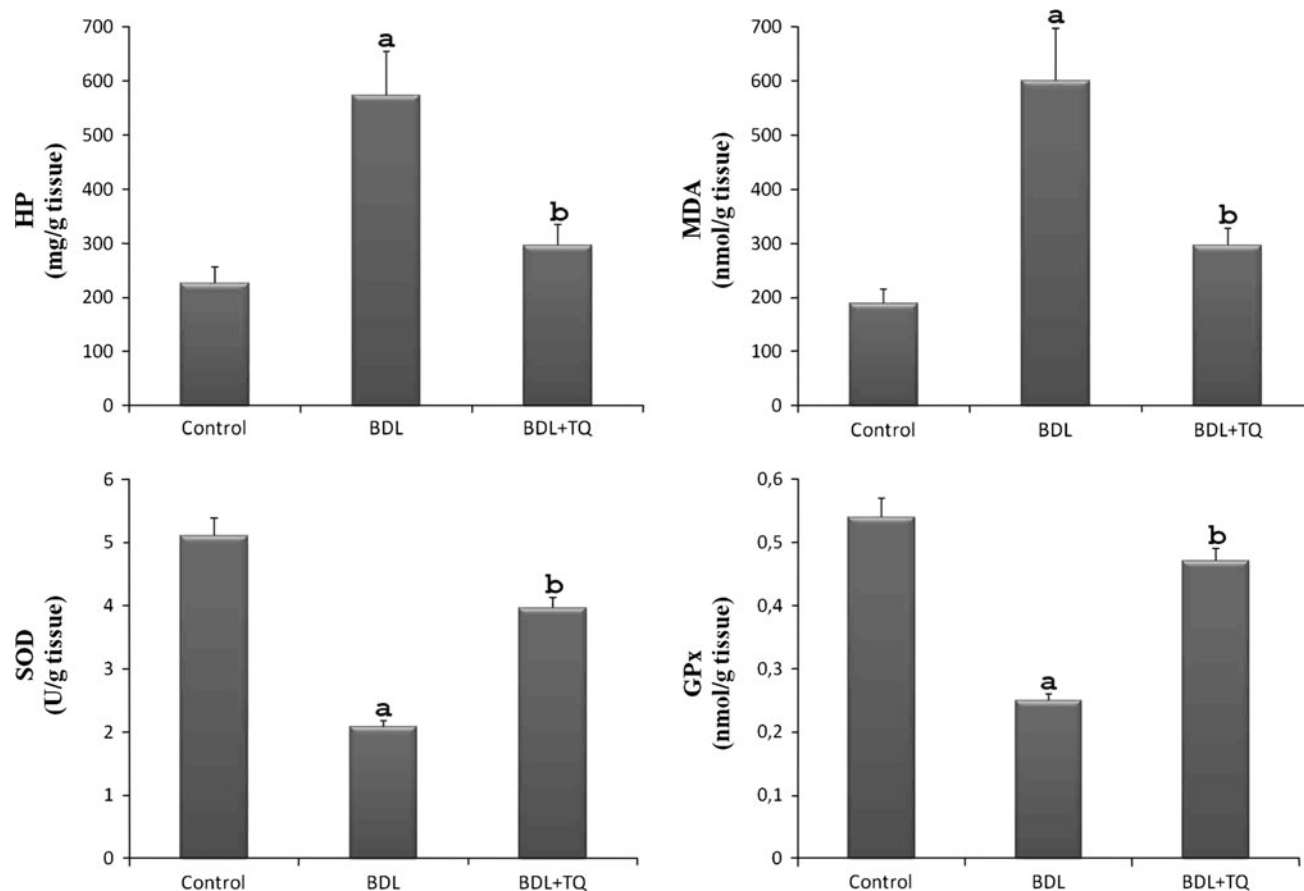 HP
(mg/g tissue)
700
600
500
400
300
200
100
0
a
b
Control BDL BDL+TQ
MDA
(nmol/g tissue)
700
600
500
400
300
200
100
0
a
b
Control BDL BDL+TQ
SOD
(U/g tissue)
6
5
4
3
2
1
0
a
b
Control BDL BDL+TQ
GPx
(nmol/g tissue)
0,6
0,5
0,4
0,3
0,2
0,1
0
a
b
Control BDL BDL+TQ